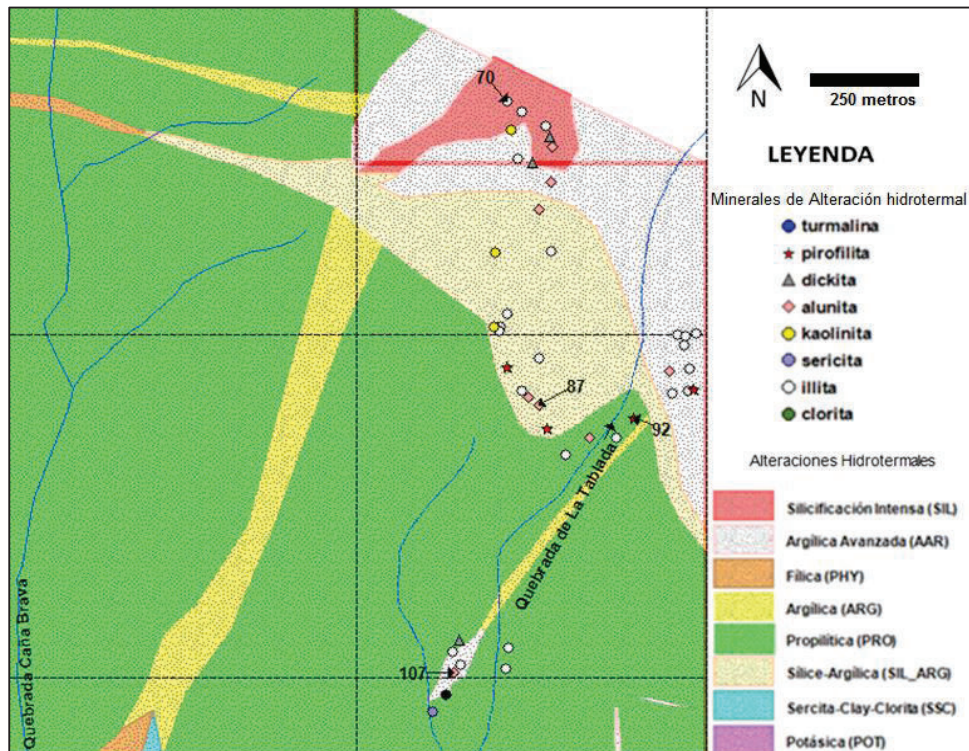 70
87
92
107
Quebrada de La Tablada
Quebrada Caña Brava
N
250 metros
LEYENDA
Minerales de Alteración hidrotermal
turmalina
pirofilita
dickita
alunita
kaolinita
sericita
illita
clorita
Alteraciones Hidrotermales
Silicificación Intensa (SIL)
Argílica Avanzada (AAR)
Fílica (PHY)
Argílica (ARG)
Propilítica (PRO)
Sílice-Argílica (SIL_ARG)
Sercita-Clay-Clorita (SSC)
Potásica (POT)